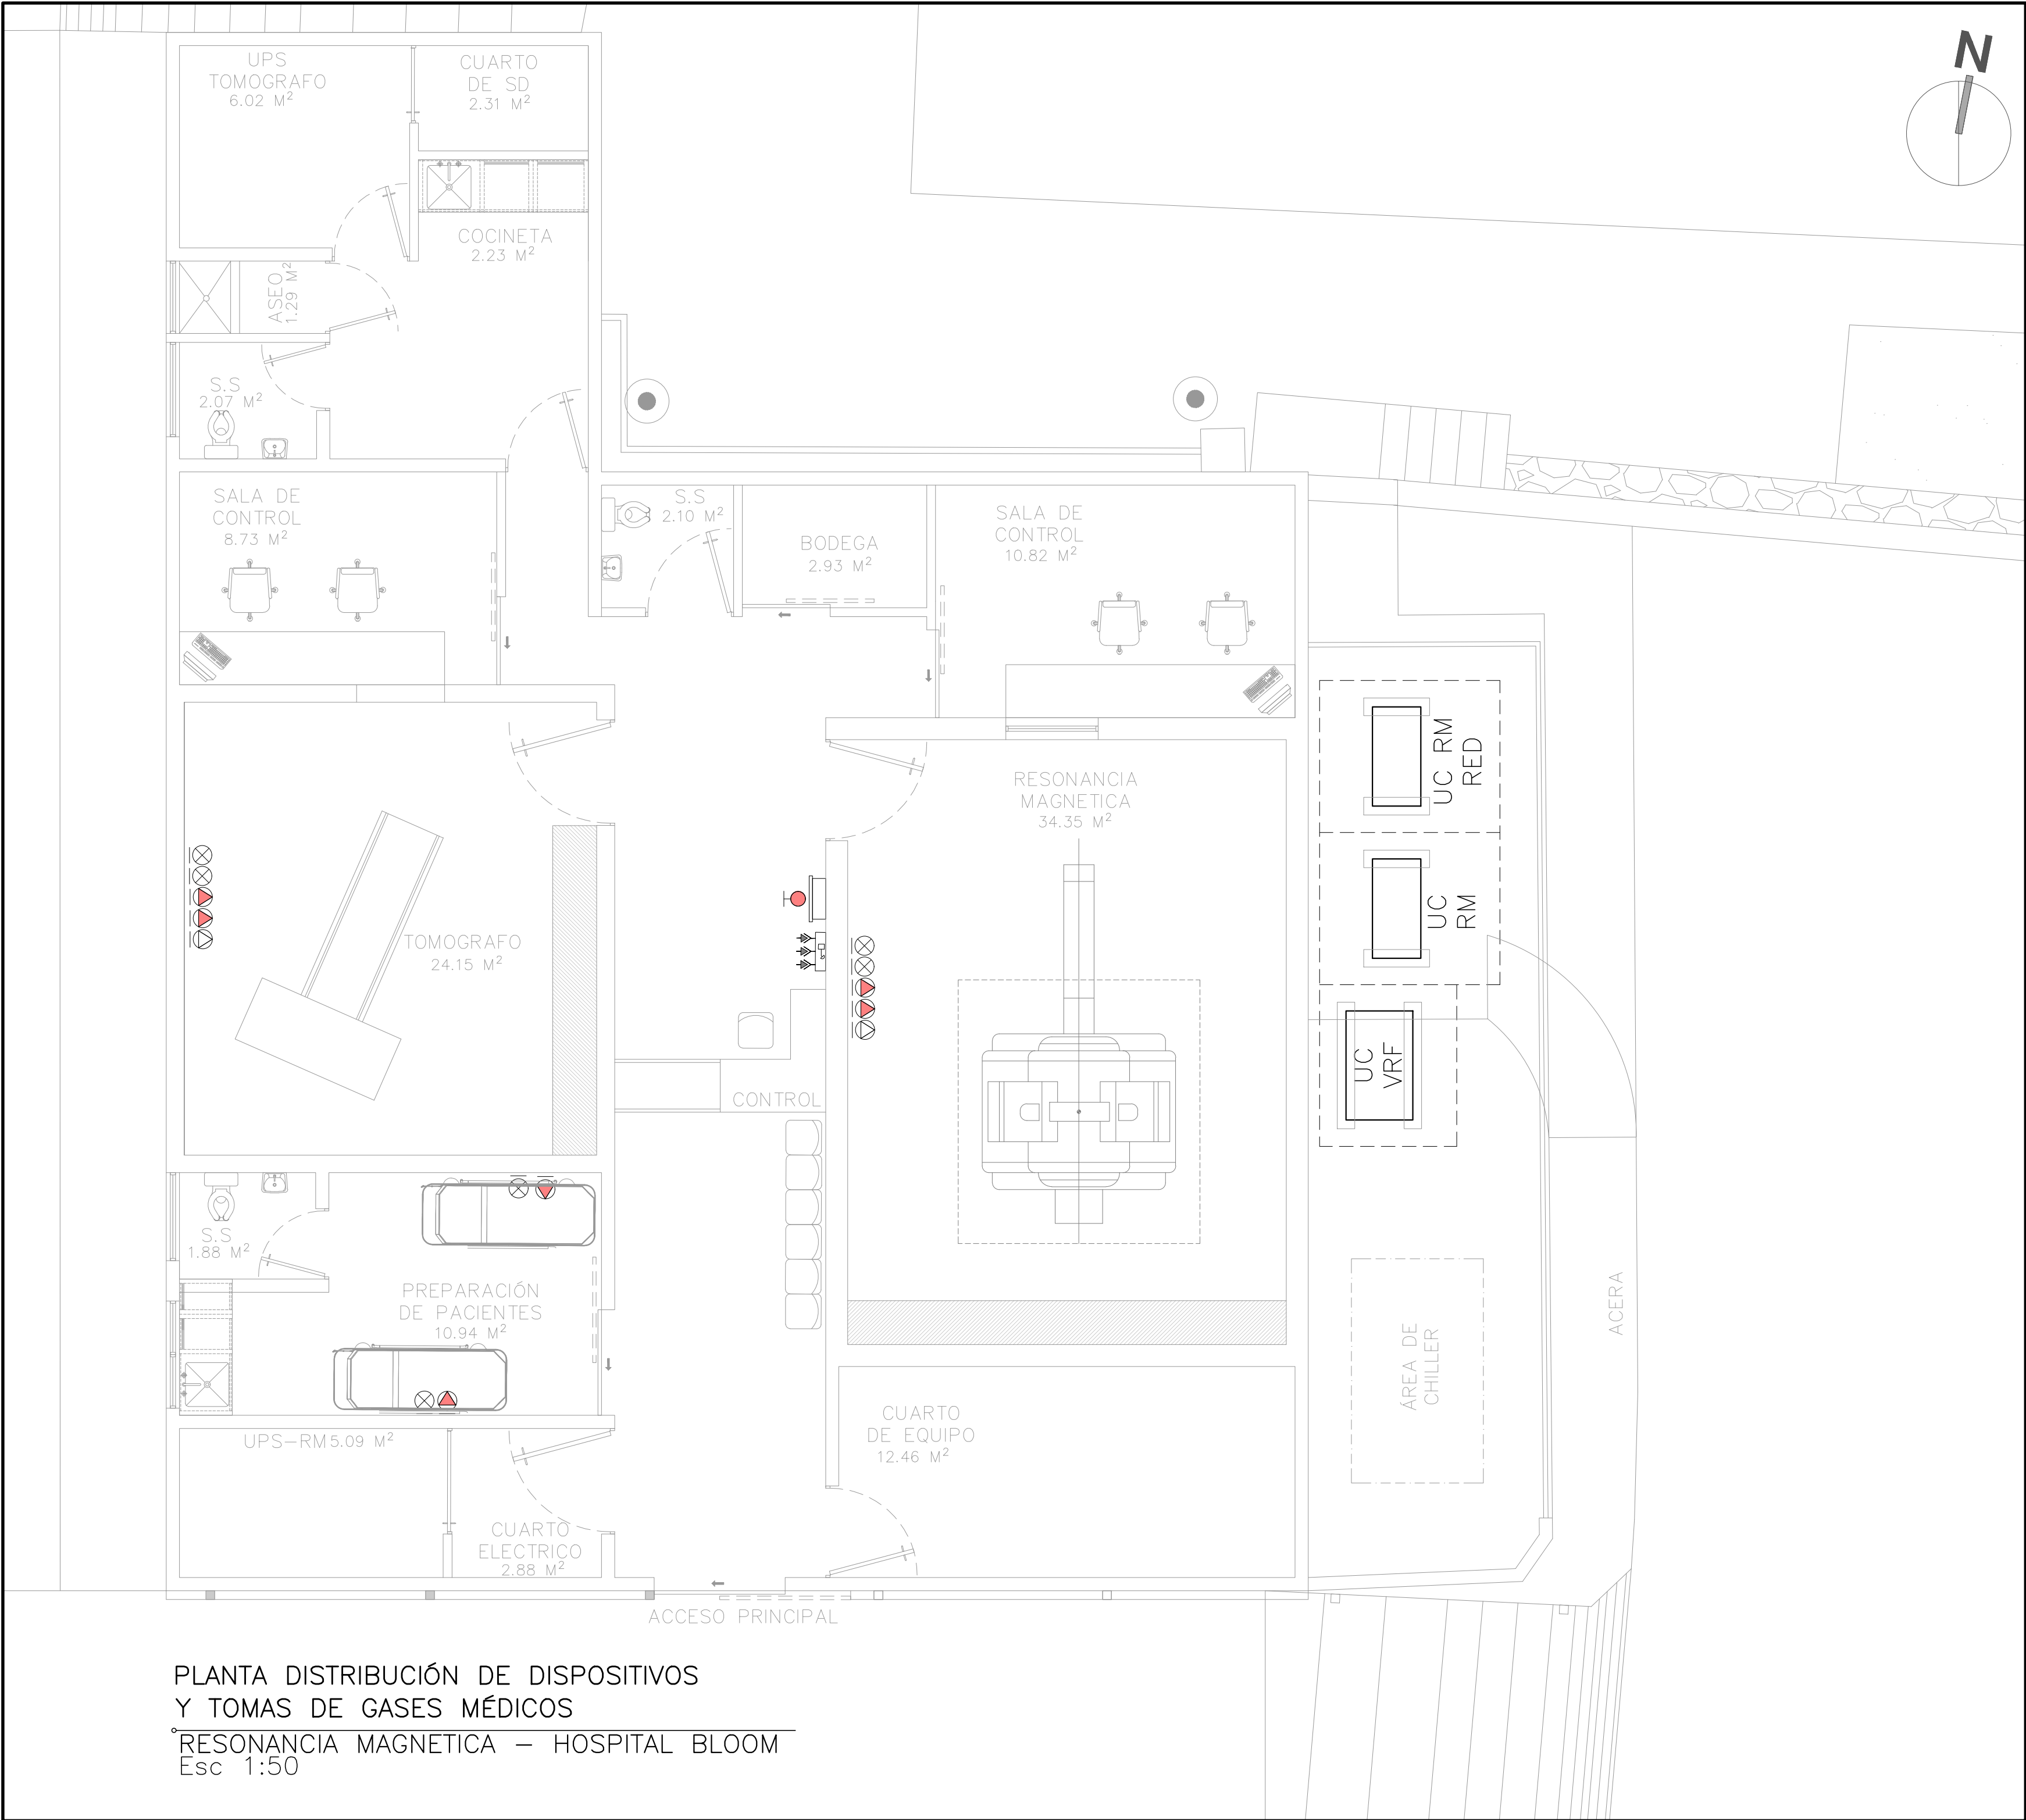 N
UPS
TOMOGRAFO
6.02 M²
CUARTO
DE SD
2.31 M²
COCINETA
2.23 M²
ASEO
1.29 M²
S.S
2.07 M²
SALA DE
CONTROL
8.73 M²
S.S
2.10 M²
BODEGA
2.93 M²
SALA DE
CONTROL
10.82 M²
RESONANCIA
MAGNETICA
34.35 M²
UC RM
RED
UC
RM
UC
VRF
TOMOGRAFO
24.15 M²
CONTROL
S.S
1.88 M²
PREPARACIÓN
DE PACIENTES
10.94 M²
ÁREA DE
CHILLER
ACERA
UPS-RM 5.09 M²
CUARTO
DE EQUIPO
12.46 M²
CUARTO
ELECTRICO
2.88 M²
ACCESO PRINCIPAL
PLANTA DISTRIBUCIÓN DE DISPOSITIVOS
Y TOMAS DE GASES MÉDICOS
RESONANCIA MAGNETICA – HOSPITAL BLOOM
Esc 1:50